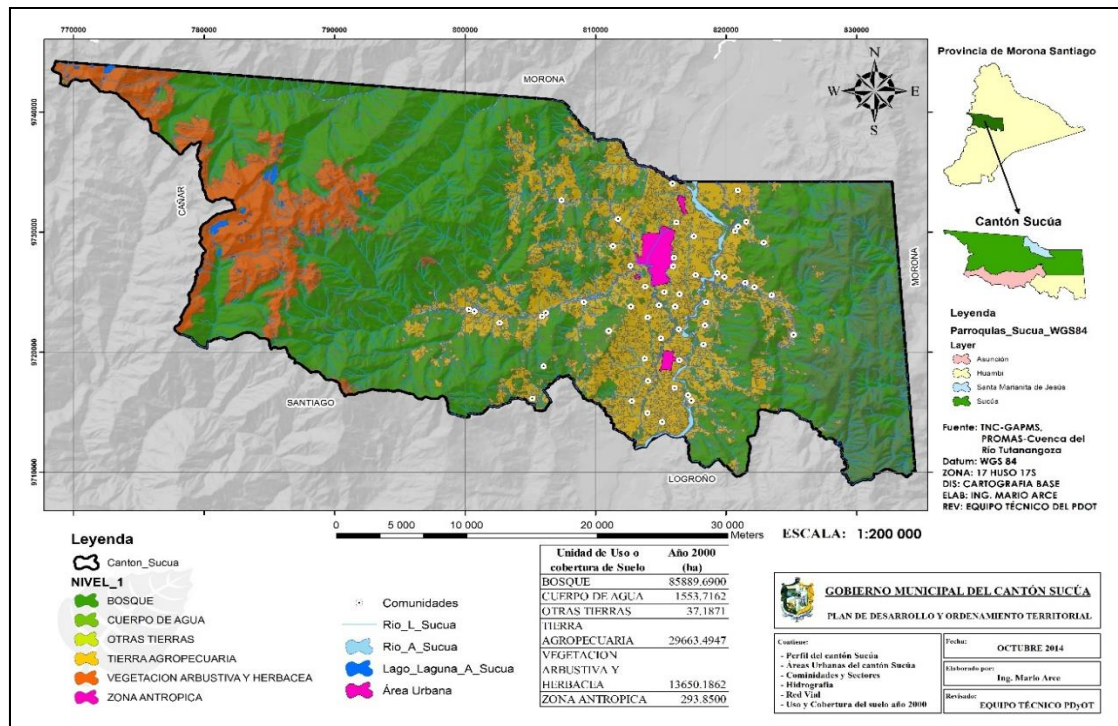 770000 780000 790000 800000 810000 820000 830000
9740000
9730000
9720000
9710000
MORONA
CAÑAR
MORONA
SANTIAGO
LOGROÑO
N
W E
S
Provincia de Morona Santiago
Cantón Sucúa
Leyenda
Parroquias_Sucua_WGS84
Layer
Asunción
Huambi
Santa Marianita de Jesús
Sucúa
Fuente: TNC-GAPMS,
PROMAS-Cuenca del
Río Tutanangoza
Datum: WGS 84
ZONA: 17 HUSO 17S
DIS: CARTOGRAFIA BASE
ELAB: ING. MARIO ARCE
REV: EQUIPO TÉCNICO DEL PDOT
0 5 000 10 000 20 000 30 000
Meters
ESCALA: 1:200 000
Leyenda
Canton_Sucua
NIVEL_1
BOSQUE
CUERPO DE AGUA
OTRAS TIERRAS
TIERRA AGROPECUARIA
VEGETACION ARBUSTIVA Y HERBACEA
ZONA ANTROPICA
Comunidades
Rio_L_Sucua
Rio_A_Sucua
Lago_Laguna_A_Sucua
Área Urbana
Unidad de Uso o Año 2000
cobertura de Suelo (ha)
BOSQUE 85889.6900
CUERPO DE AGUA 1553.7162
OTRAS TIERRAS 37.1871
TIERRA
AGROPECUARIA 29663.4947
VEGETACION
ARBUSTIVA Y
HERBACEA 13650.1862
ZONA ANTROPICA 293.8500
GOBIERNO MUNICIPAL DEL CANTÓN SUCÚA
PLAN DE DESARROLLO Y ORDENAMIENTO TERRITORIAL
Contiene:
- Perfil del cantón Sucúa
- Áreas Urbanas del cantón Sucúa
- Cominidades y Sectores
- Hidrografia
- Red Vial
- Uso y Cobertura del suelo año 2000
Fecha:
OCTUBRE 2014
Elaborado por:
Ing. Mario Arce
Revisado:
EQUIPO TÉCNICO PDyOT